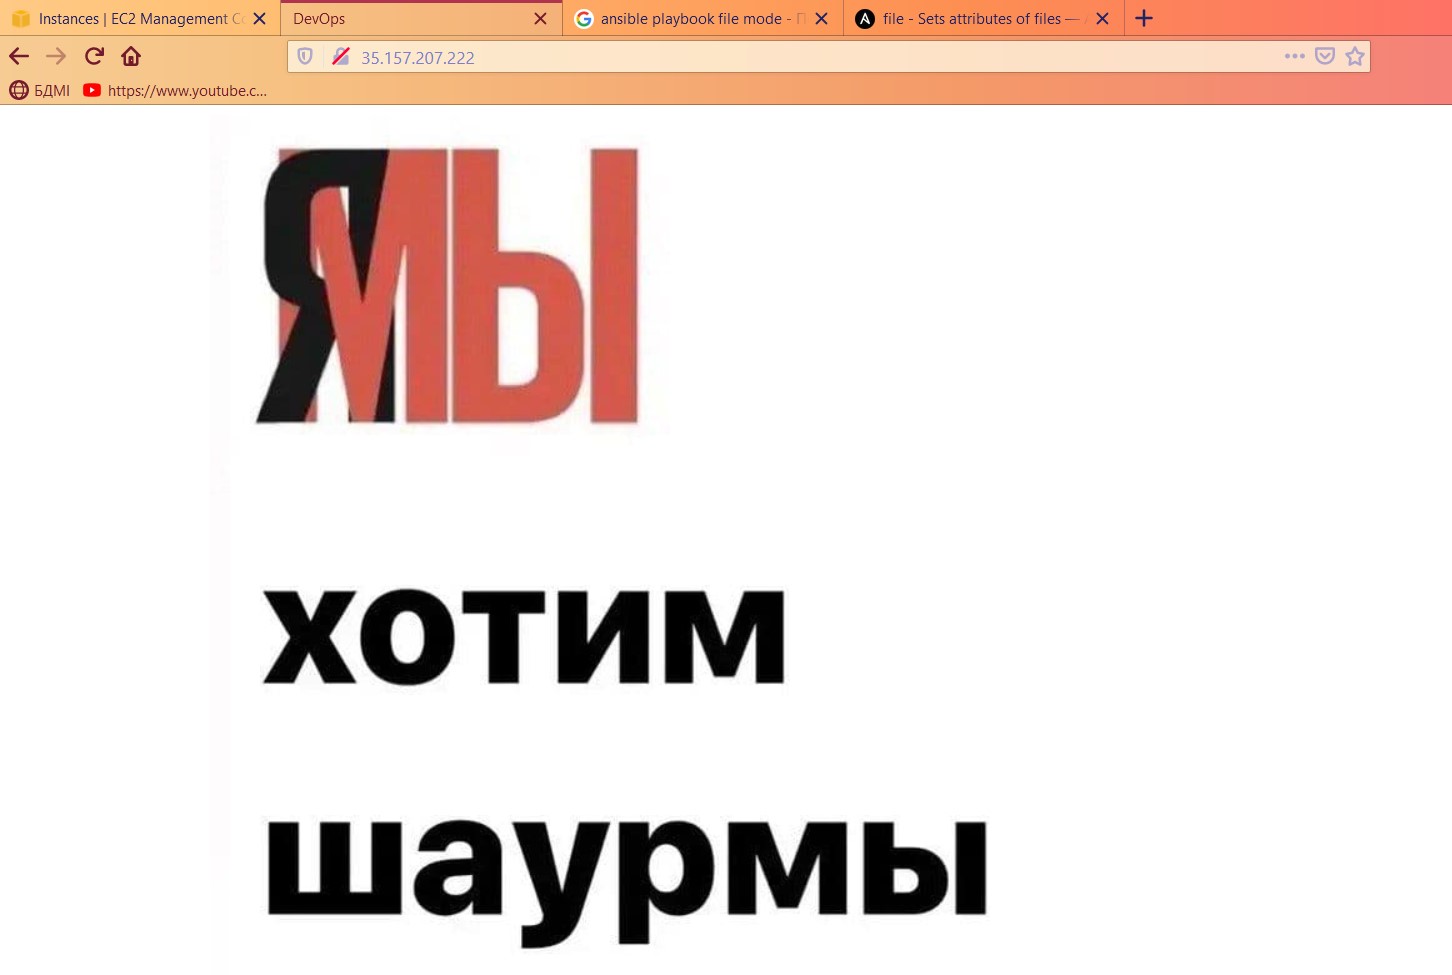 Instances | EC2 Management Co
DevOps
ansible playbook file mode - П
file - Sets attributes of files —
35.157.207.222
БДМІ
https://www.youtube.c...
ЯМЫ
хотим
шаурмы